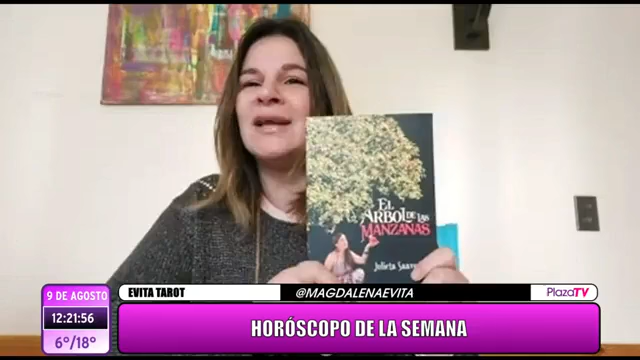 EL
ÁRBOL DE LAS
MANZANAS
Julieta
9 DE AGOSTO
12:21:56
6°/18°
EVITA TAROT
@MAGDALENAEVITA
PlazaTV
HORÓSCOPO DE LA SEMANA